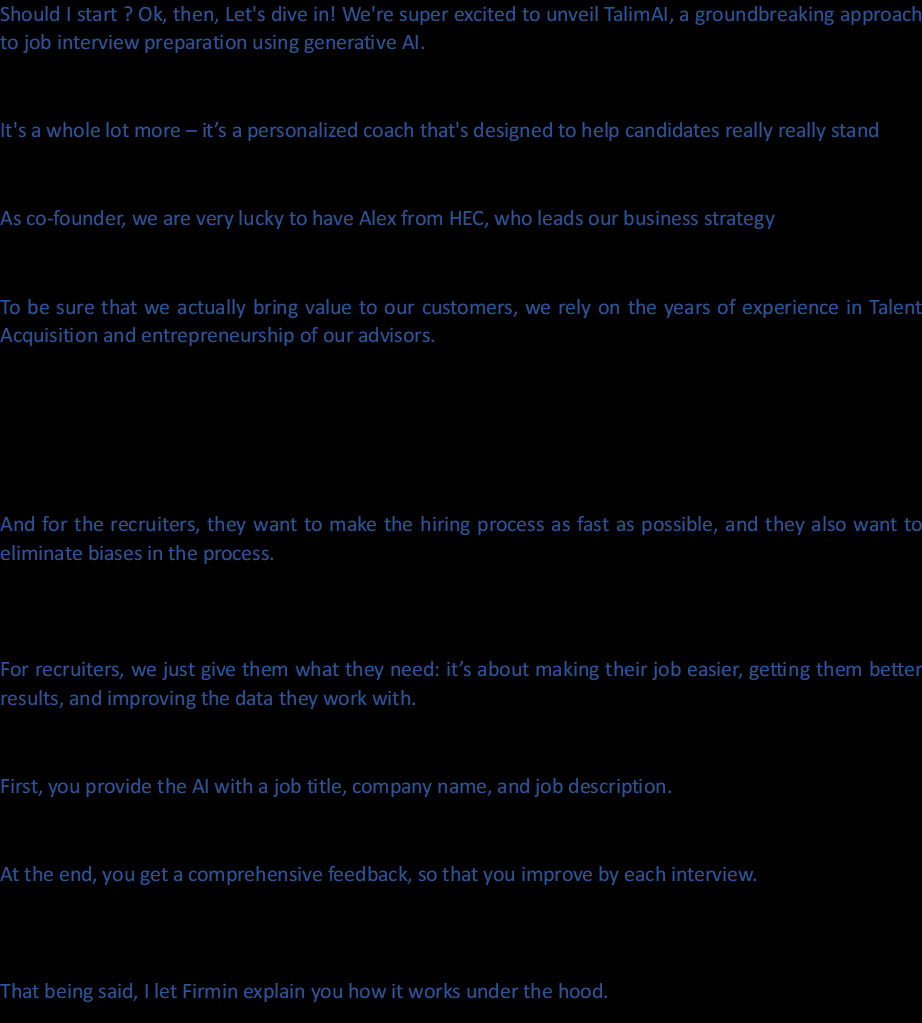 Should I start ? Ok, then, Let's dive in! We're super excited to unveil TalimAI, a groundbreaking approach
to job interview preparation using generative AI.
It's a whole lot more – it’s a personalized coach that's designed to help candidates really really stand
As co-founder, we are very lucky to have Alex from HEC, who leads our business strategy
To be sure that we actually bring value to our customers, we rely on the years of experience in Talent
Acquisition and entrepreneurship of our advisors.
And for the recruiters, they want to make the hiring process as fast as possible, and they also want to
eliminate biases in the process.
For recruiters, we just give them what they need: it’s about making their job easier, getting them better
results, and improving the data they work with.
First, you provide the AI with a job title, company name, and job description.
At the end, you get a comprehensive feedback, so that you improve by each interview.
That being said, I let Firmin explain you how it works under the hood.